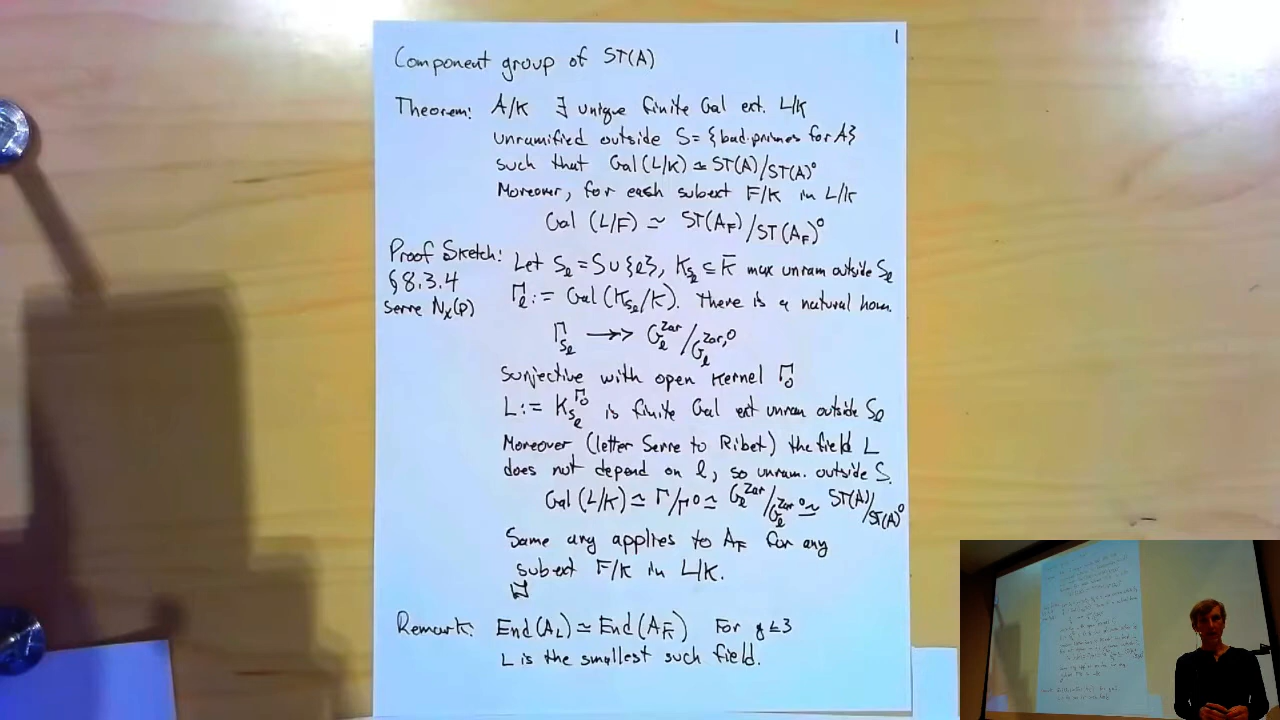 1
Component group of ST(A)
Theorem: A/K ∃ unique finite Gal ext. L/K
unramified outside S = {bad primes for A}
such that Gal(L/K) ≃ ST(A)/ST(A)⁰
Moreover, for each subext F/K in L/K
Gal (L/F) ≃ ST(A_F)/ST(A_F)⁰
Proof Sketch: Let S_ℓ = S ∪ {ℓ}, K_{S_ℓ} ⊆ K̄ max unram outside S_ℓ
§8.3.4 Γ_ℓ := Gal(K_{S_ℓ}/K). There is a natural hom.
Serre N_X(p)
Γ_{S_ℓ} ↠ G_ℓ^{Zar}/G_ℓ^{Zar,0}
surjective with open kernel Γ_0
L := K_{S_ℓ}^{Γ_0} is finite Gal ext unram outside S_ℓ
Moreover (letter Serre to Ribet) the field L
does not depend on ℓ, so unram. outside S.
Gal(L/K) ≃ Γ/Γ⁰ ≃ G_ℓ^{Zar}/G_ℓ^{Zar 0} ≃ ST(A)/ST(A)⁰
Same arg applies to A_F for any
subext F/K in L/K.
Remark: End(A_L) ≃ End(A_K̄) For g ≤ 3
L is the smallest such field.